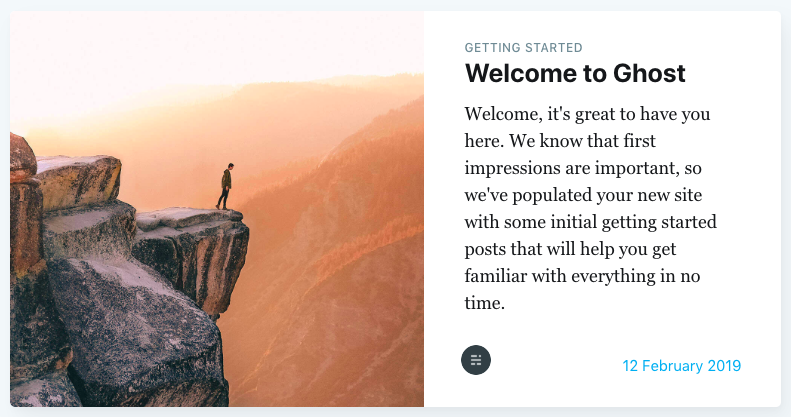 GETTING STARTED
Welcome to Ghost
Welcome, it's great to have you
here. We know that first
impressions are important, so
we've populated your new site
with some initial getting started
posts that will help you get
familiar with everything in no
time.
12 February 2019